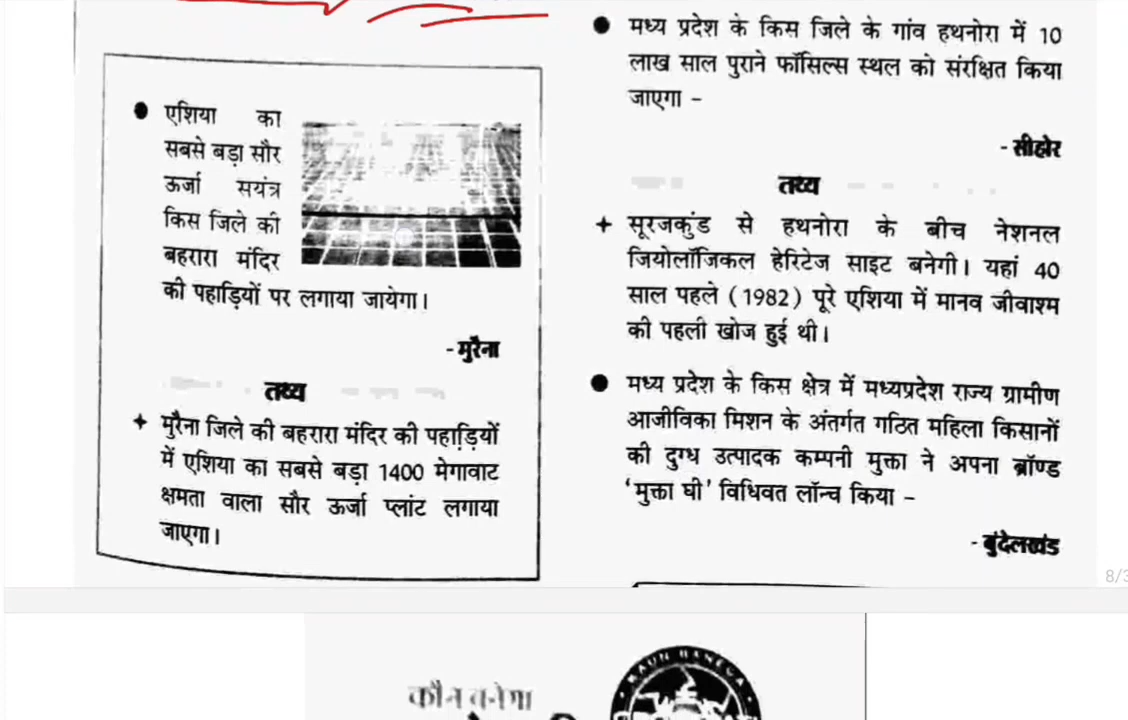 एशिया का
सबसे बड़ा सौर
ऊर्जा सयंत्र
किस जिले की
बहरारा मंदिर
की पहाड़ियों पर लगाया जायेगा।
- मुरैना
तथ्य
+ मुरैना जिले की बहरारा मंदिर की पहाड़ियों
में एशिया का सबसे बड़ा 1400 मेगावाट
क्षमता वाला सौर ऊर्जा प्लांट लगाया
जाएगा।
मध्य प्रदेश के किस जिले के गांव हथनोरा में 10
लाख साल पुराने फॉसिल्स स्थल को संरक्षित किया
जाएगा -
- सीहोर
तथ्य
+ सूरजकुंड से हथनोरा के बीच नेशनल
जियोलॉजिकल हेरिटेज साइट बनेगी। यहां 40
साल पहले (1982) पूरे एशिया में मानव जीवाश्म
की पहली खोज हुई थी।
मध्य प्रदेश के किस क्षेत्र में मध्यप्रदेश राज्य ग्रामीण
आजीविका मिशन के अंतर्गत गठित महिला किसानों
की दुग्ध उत्पादक कम्पनी मुक्ता ने अपना ब्रॉण्ड
‘मुक्ता घी’ विधिवत लॉन्च किया -
- बुंदेलखंड
8/3
कौन बनेगा
KAUN BANEGA